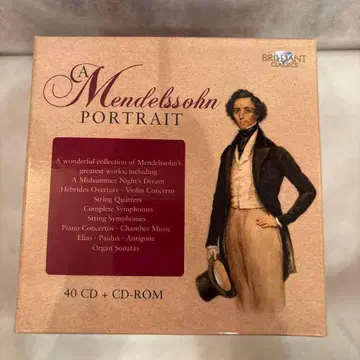 BRILLIANT
CLASSICS
A
Mendelssohn
PORTRAIT
A wonderful collection of Mendelssohn's
greatest works, including
A Midsummer Night's Dream
Hebrides Overture - Violin Concerto
String Quartets
Complete Symphonies
String Symphonies
Piano Concertos - Chamber Music
Elias - Paulus - Antigone
Organ Sonatas
40 CD + CD-ROM